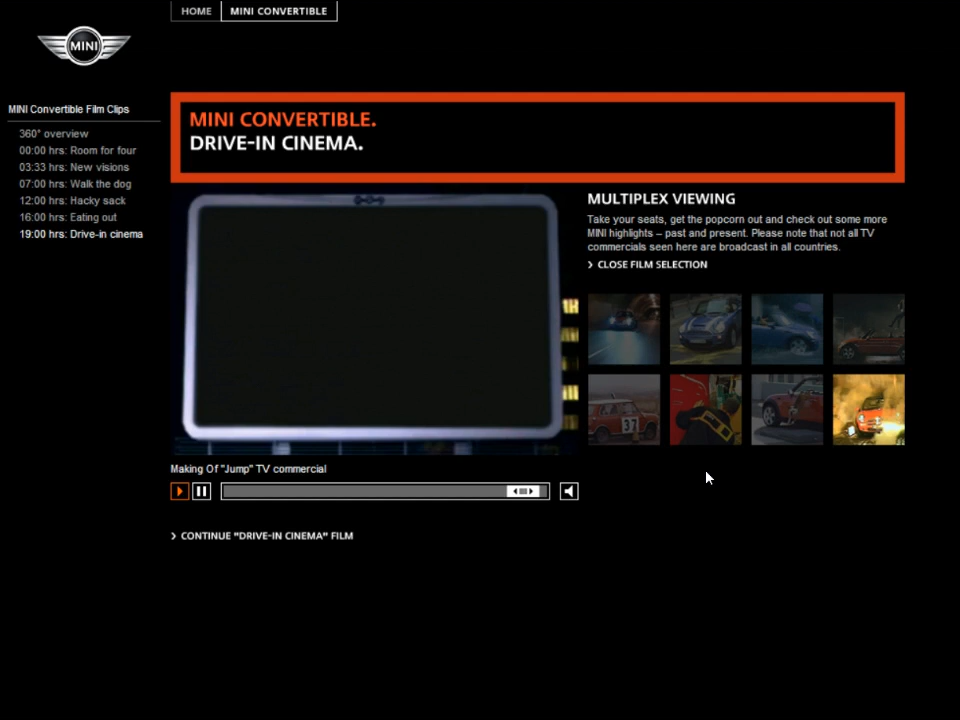 HOME
MINI CONVERTIBLE
MINI
MINI Convertible Film Clips
360° overview
00:00 hrs: Room for four
03:33 hrs: New visions
07:00 hrs: Walk the dog
12:00 hrs: Hacky sack
16:00 hrs: Eating out
19:00 hrs: Drive-in cinema
MINI CONVERTIBLE.
DRIVE-IN CINEMA.
MULTIPLEX VIEWING
Take your seats, get the popcorn out and check out some more
MINI highlights – past and present. Please note that not all TV
commercials seen here are broadcast in all countries.
CLOSE FILM SELECTION
37
Making Of "Jump" TV commercial
CONTINUE "DRIVE-IN CINEMA" FILM